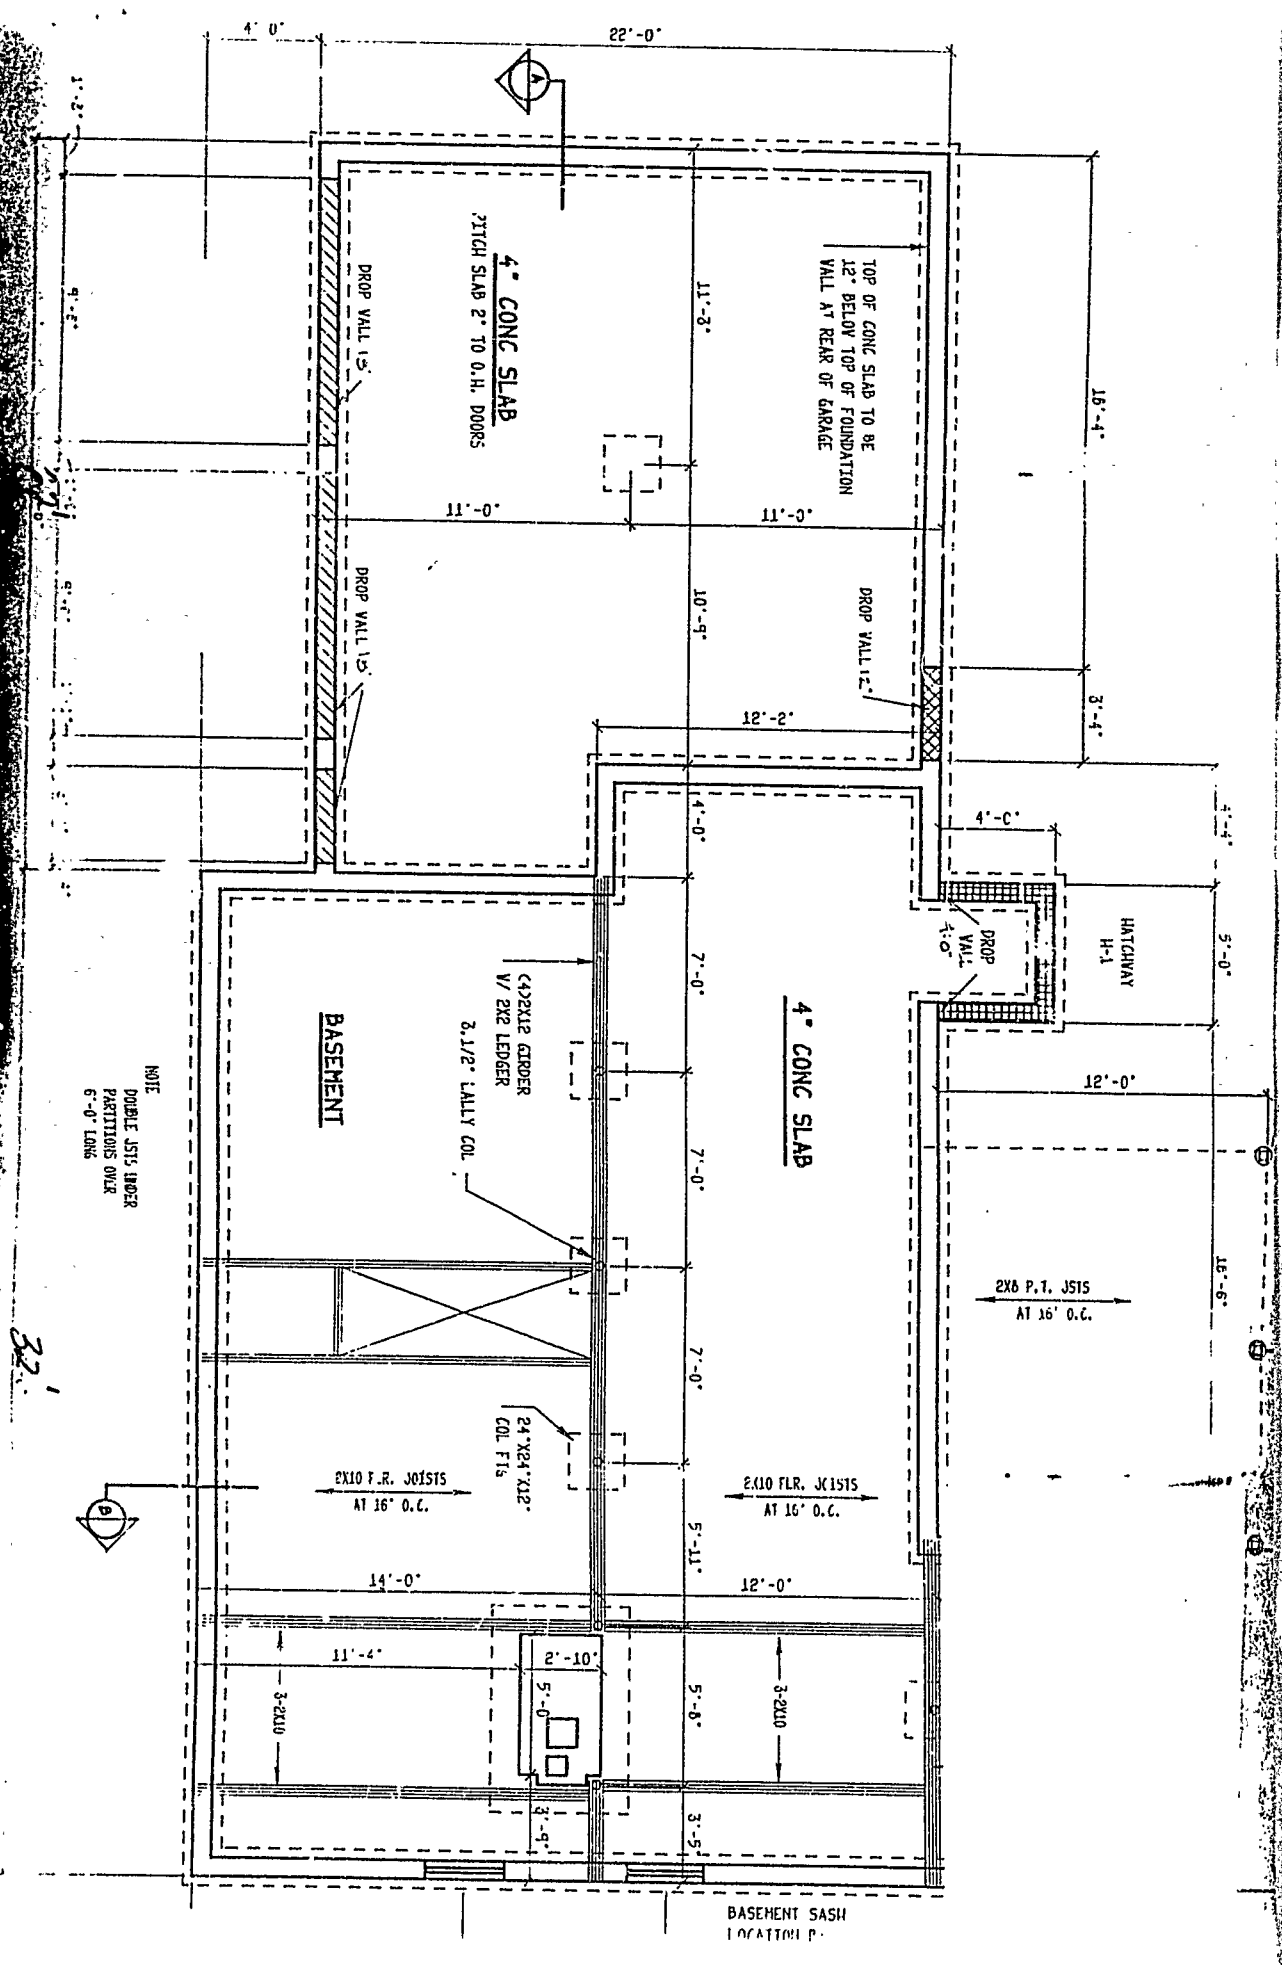 4' 0"
22'-0"
A
1'-2"
TOP OF CONC SLAB TO BE
12" BELOW TOP OF FOUNDATION
WALL AT REAR OF GARAGE
4" CONC SLAB
PITCH SLAB 2" TO O.H. DOORS
DROP WALL 15"
11'-8"
16'-4"
11'-0"
11'-0"
DROP WALL 15"
10'-9"
DROP WALL 12"
3'-4"
12'-2"
4'-0"
4'-0"
4'-4"
HATCHWAY
H-1
5'-0"
DROP
WALL
4'-0"
7'-0"
(4)2X12 GIRDER
W/ 2X2 LEDGER
4" CONC SLAB
BASEMENT
3.1/2" LALLY COL
12'-0"
7'-0"
NOTE
DOUBLE JSTS UNDER
PARTITIONS OVER
6'-0" LONG
2X8 P.T. JSTS
AT 16" O.C.
16'-6"
32'
7'-0"
24"X24"X12"
COL FTG
2X10 FLR. JOISTS
AT 16" O.C.
2X10 FLR. JOISTS
AT 16" O.C.
B
5'-11"
14'-0"
12'-0"
11'-4"
2'-10"
5'-0"
3-2X10
3-2X10
5'-8"
3'-9"
3'-5"
BASEMENT SASH
LOCATION